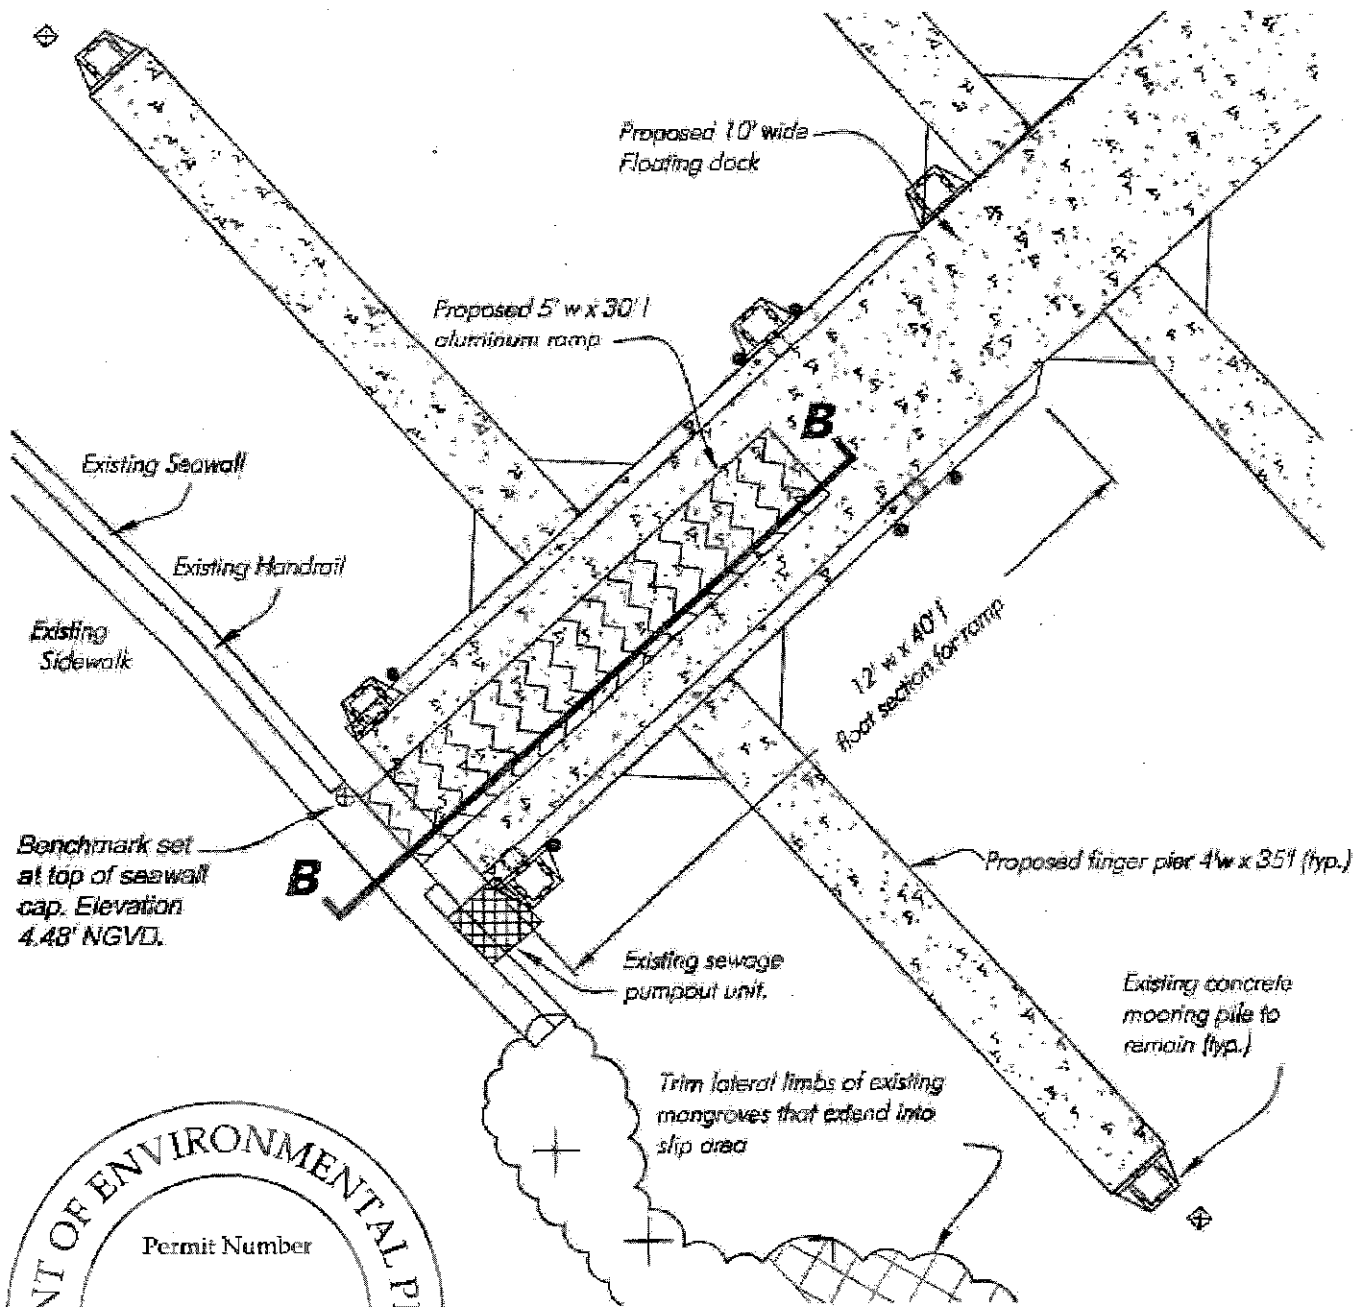 Proposed 10' wide
Floating dock
Proposed 5' w x 30' l
aluminum ramp
B
Existing Seawall
Existing Handrail
Existing
Sidewalk
12' w x 40' l
float section for ramp
Benchmark set
at top of seawall
cap. Elevation
4.48' NGVD.
B
Proposed finger pier 4'w x 35'l (typ.)
Existing sewage
pumpout unit.
Existing concrete
mooring pile to
remain (typ.)
Trim lateral limbs of existing
mangroves that extend into
slip area
OF ENVIRONMENTAL
Permit Number